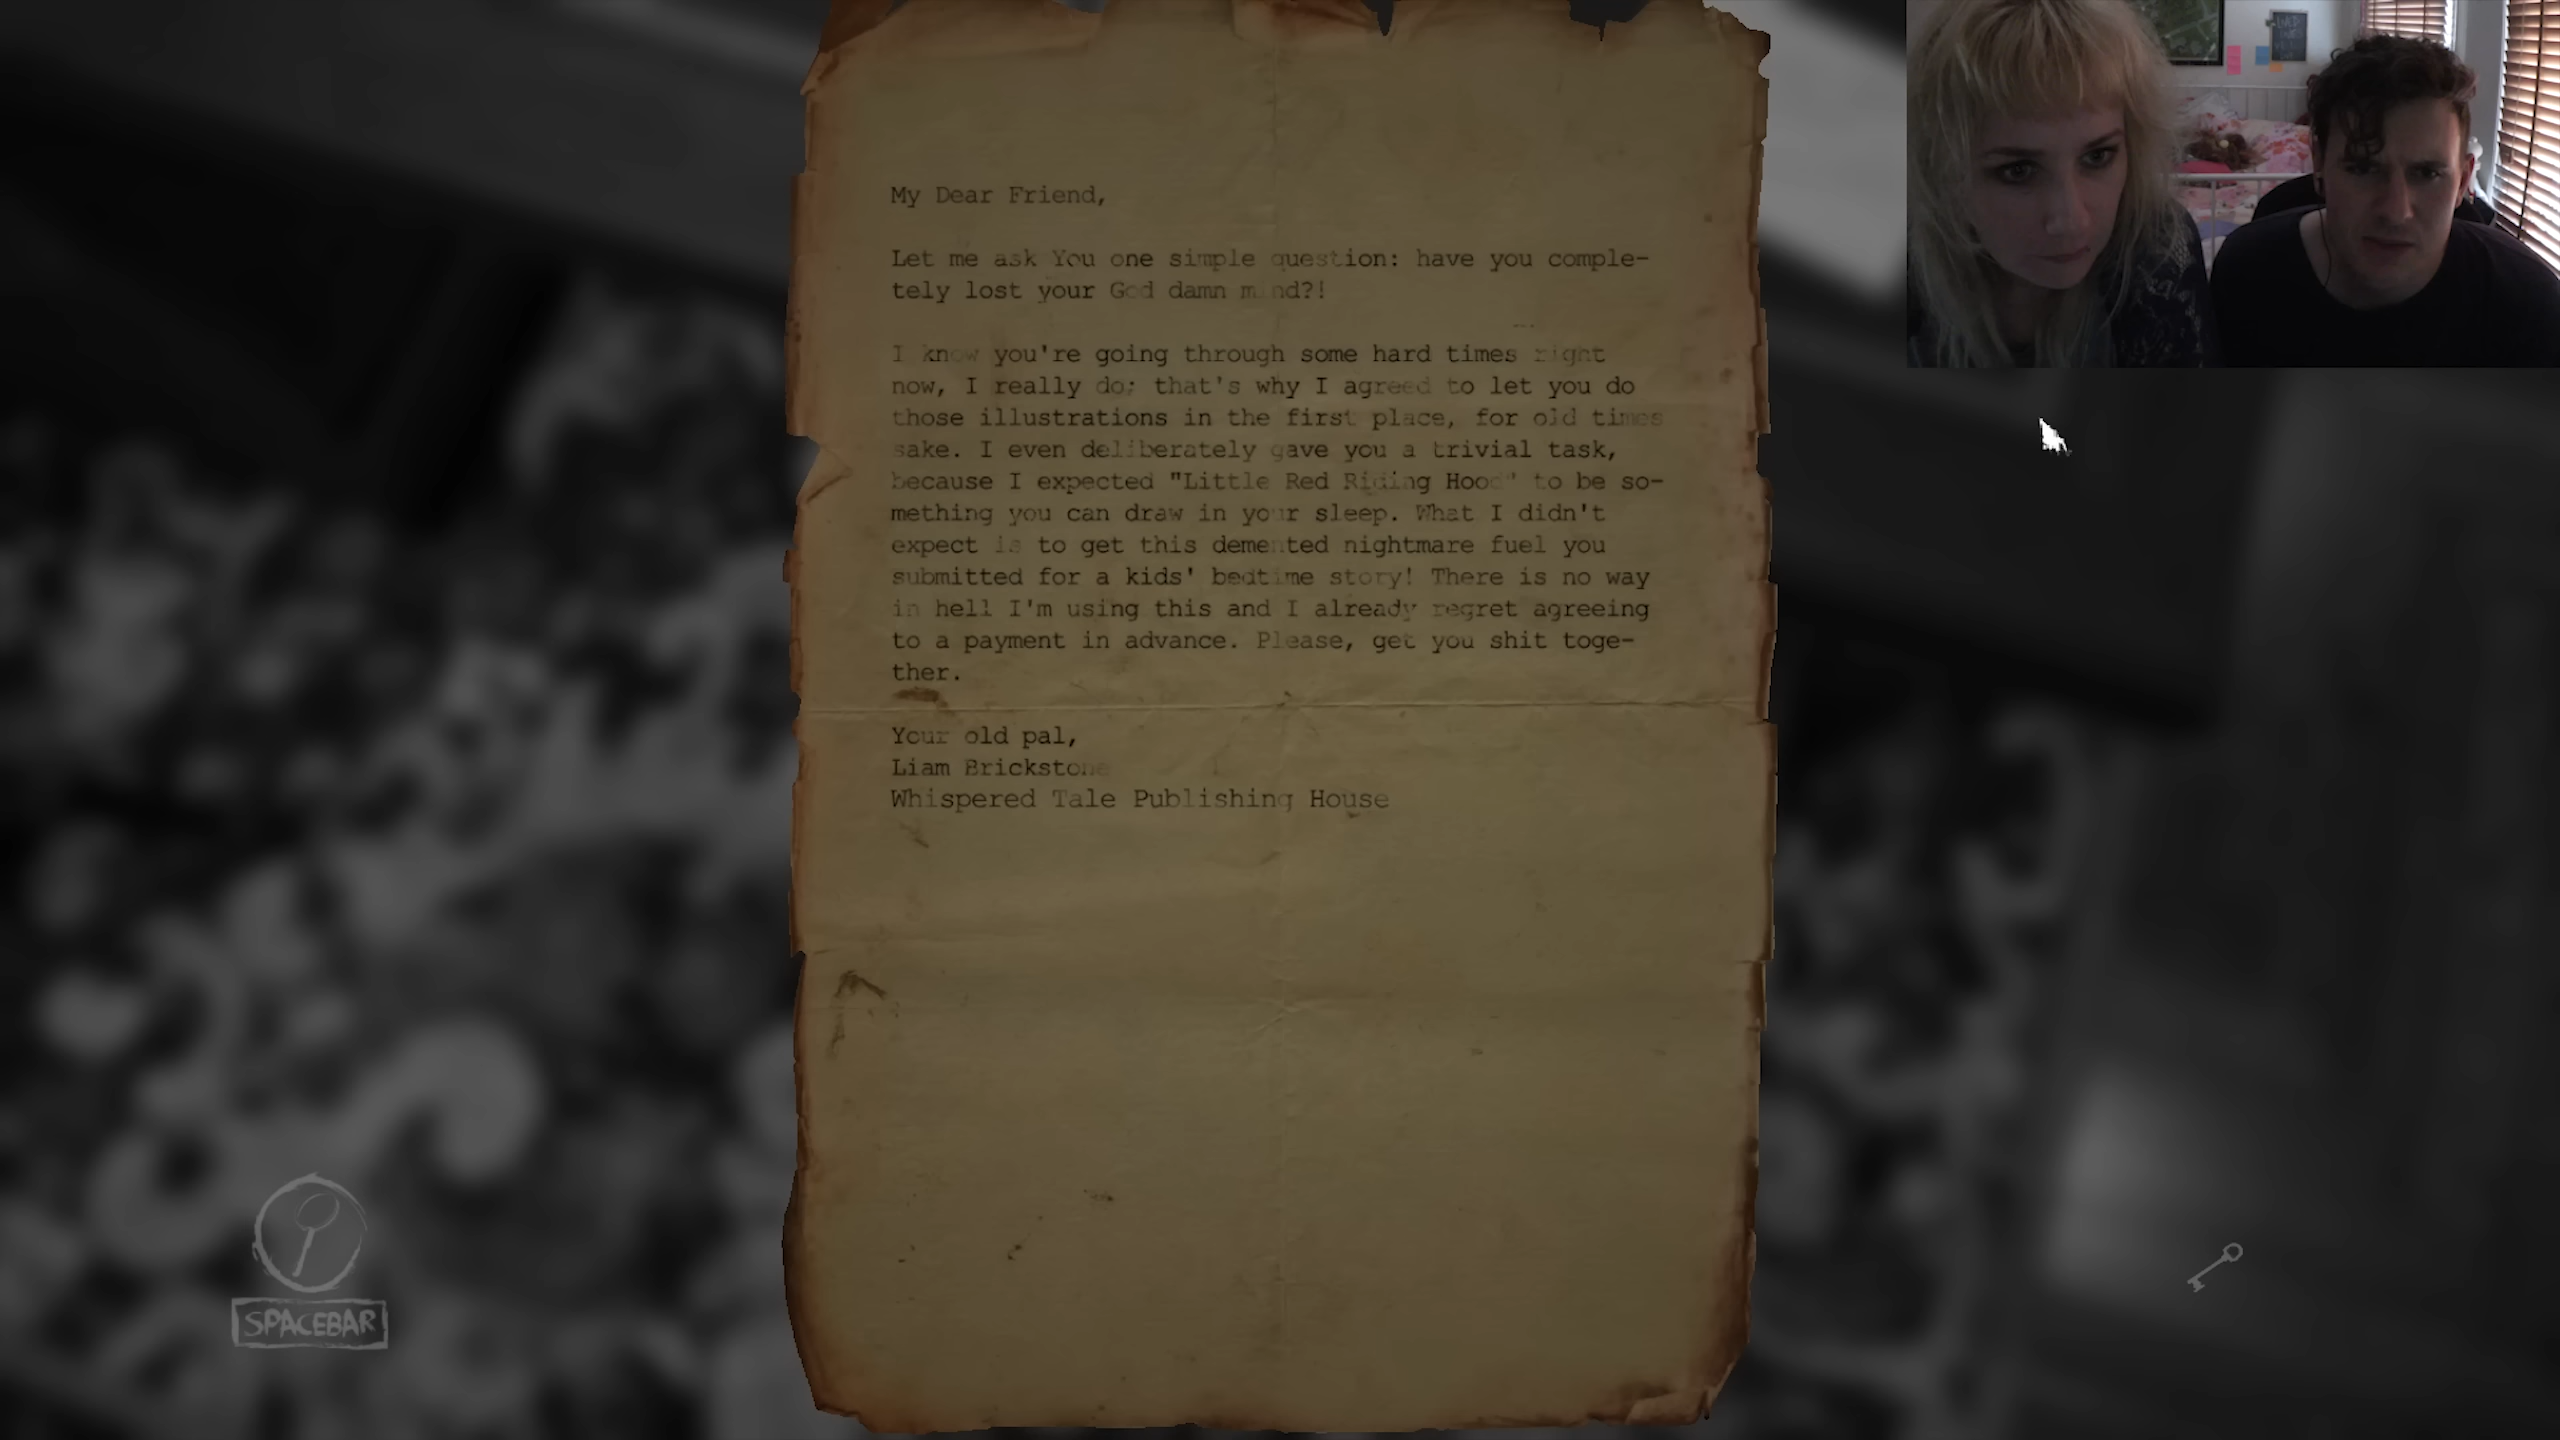 My Dear Friend,
Let me ask You one simple question: have you comple-
tely lost your God damn mind?!
I know you're going through some hard times right
now, I really do; that's why I agreed to let you do
those illustrations in the first place, for old times
sake. I even deliberately gave you a trivial task,
because I expected "Little Red Riding Hood" to be so-
mething you can draw in your sleep. What I didn't
expect is to get this demented nightmare fuel you
submitted for a kids' bedtime story! There is no way
in hell I'm using this and I already regret agreeing
to a payment in advance. Please, get you shit toge-
ther.
Your old pal,
Liam Brickstone
Whispered Tale Publishing House
SPACEBAR